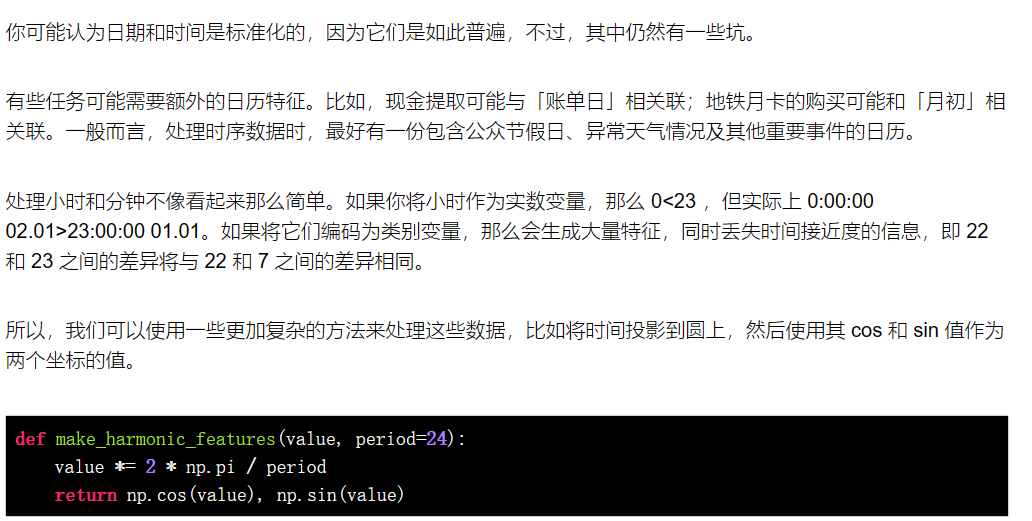 你可能认为日期和时间是标准化的，因为它们是如此普遍，不过，其中仍然有一些坑。
有些任务可能需要额外的日历特征。比如，现金提取可能与「账单日」相关联；地铁月卡的购买可能和「月初」相
关联。一般而言，处理时序数据时，最好有一份包含公众节假日、异常天气情况及其他重要事件的日历。
处理小时和分钟不像看起来那么简单。如果你将小时作为实数变量，那么 0<23 ，但实际上 0:00:00
02.01>23:00:00 01.01。如果将它们编码为类别变量，那么会生成大量特征，同时丢失时间接近度的信息，即 22
和 23 之间的差异将与 22 和 7 之间的差异相同。
所以，我们可以使用一些更加复杂的方法来处理这些数据，比如将时间投影到圆上，然后使用其 cos 和 sin 值作为
两个坐标的值。
def make_harmonic_features(value, period=24):
    value *= 2 * np.pi / period
    return np.cos(value), np.sin(value)